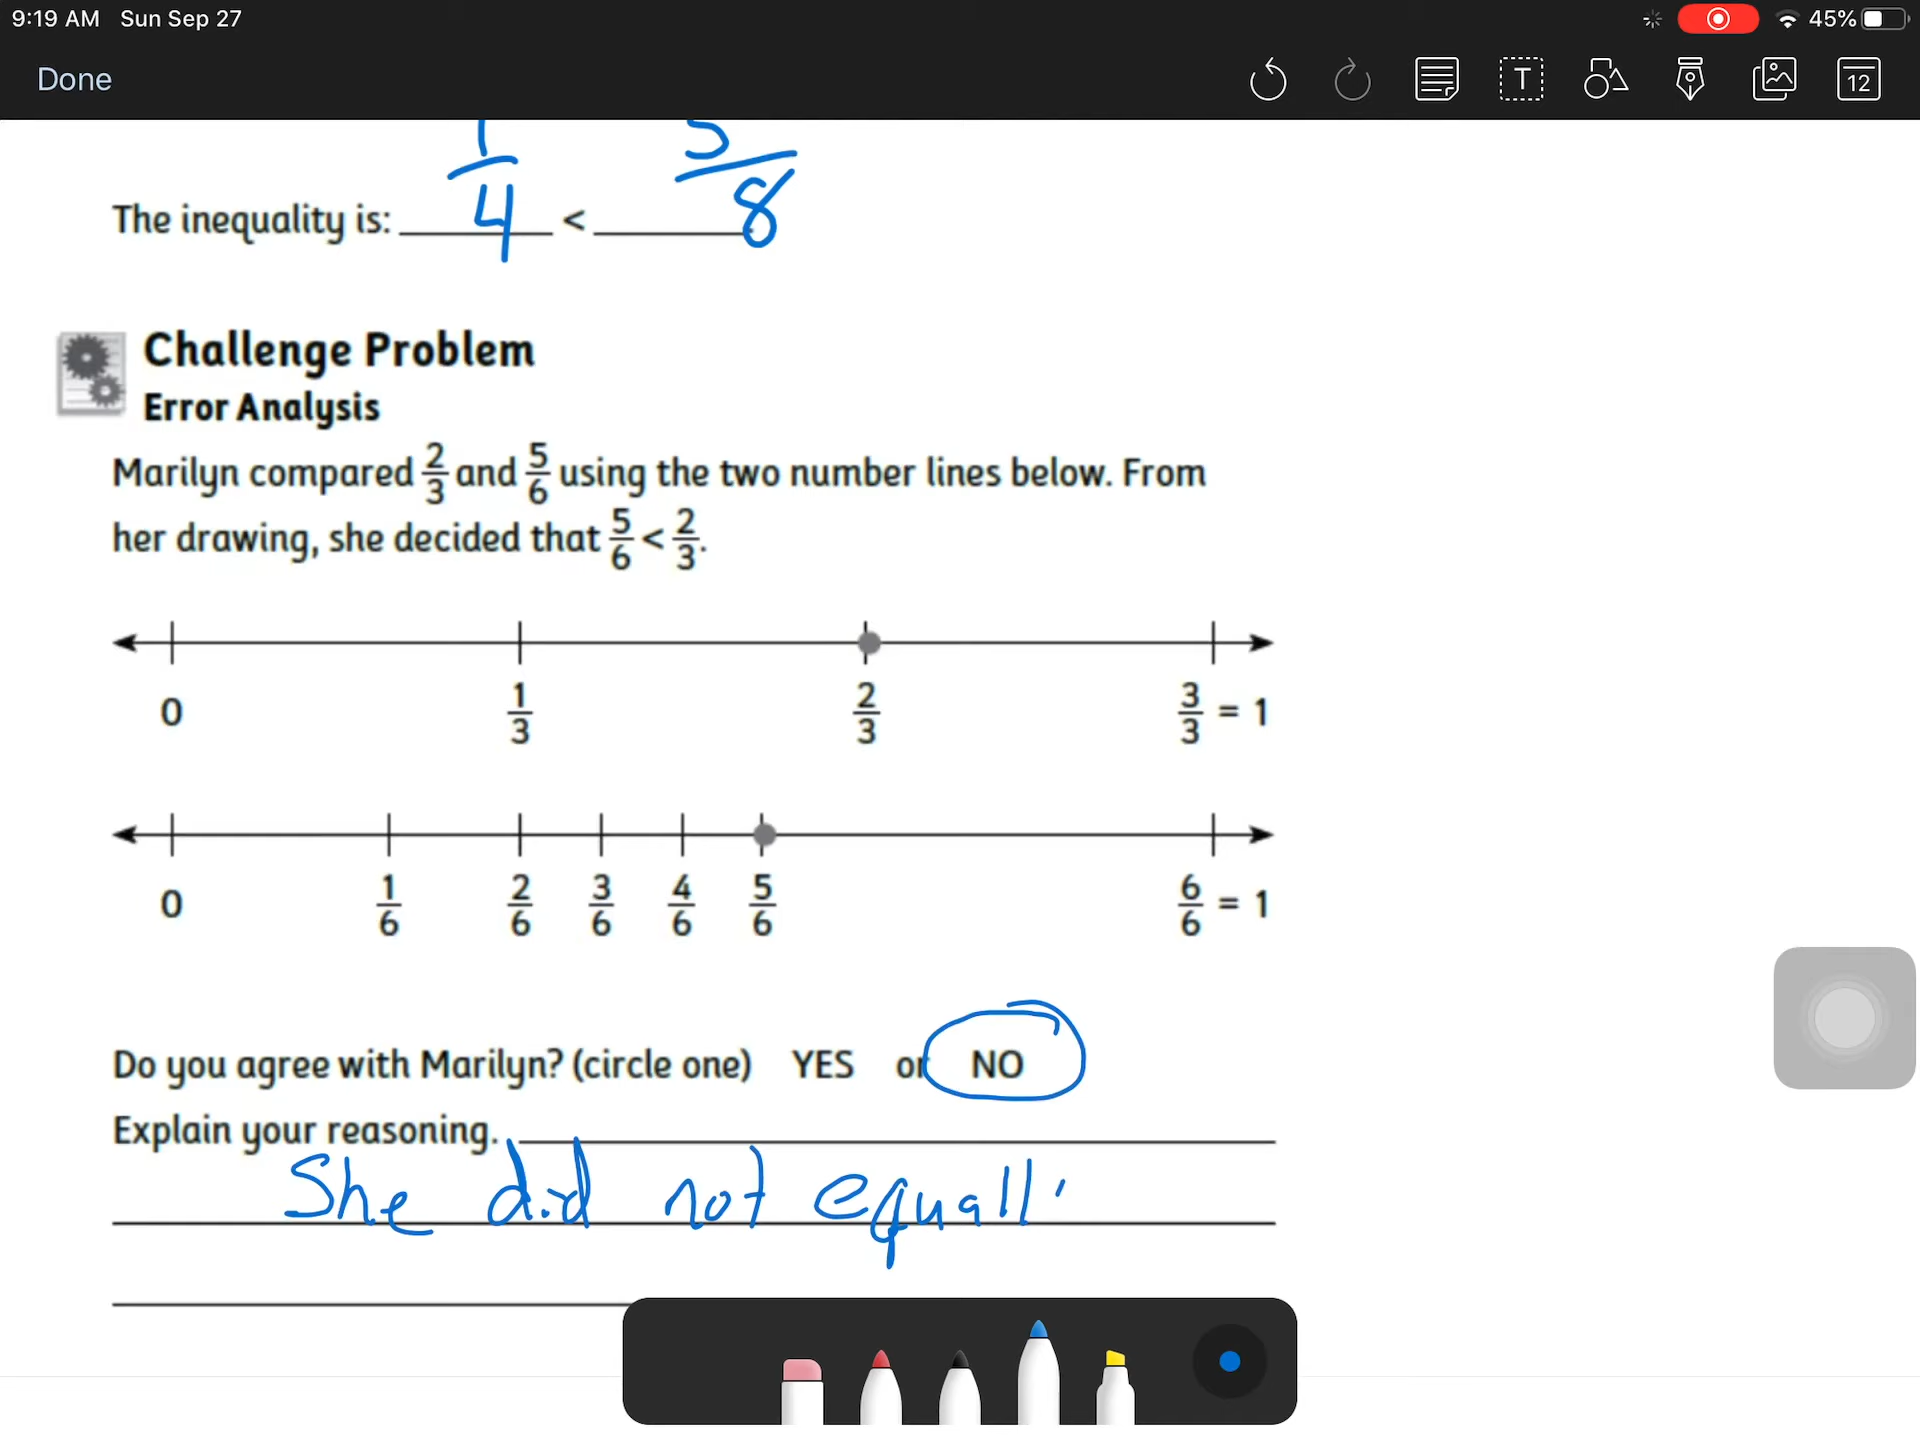 9:19 AM Sun Sep 27 45%
Done T 12
1/4 /8
The inequality is: ____ < ____
Challenge Problem
Error Analysis
Marilyn compared 2/3 and 5/6 using the two number lines below. From
her drawing, she decided that 5/6 < 2/3.
0 1/3 2/3 3/3 = 1
0 1/6 2/6 3/6 4/6 5/6 6/6 = 1
Do you agree with Marilyn? (circle one) YES or NO
Explain your reasoning.
She did not equall